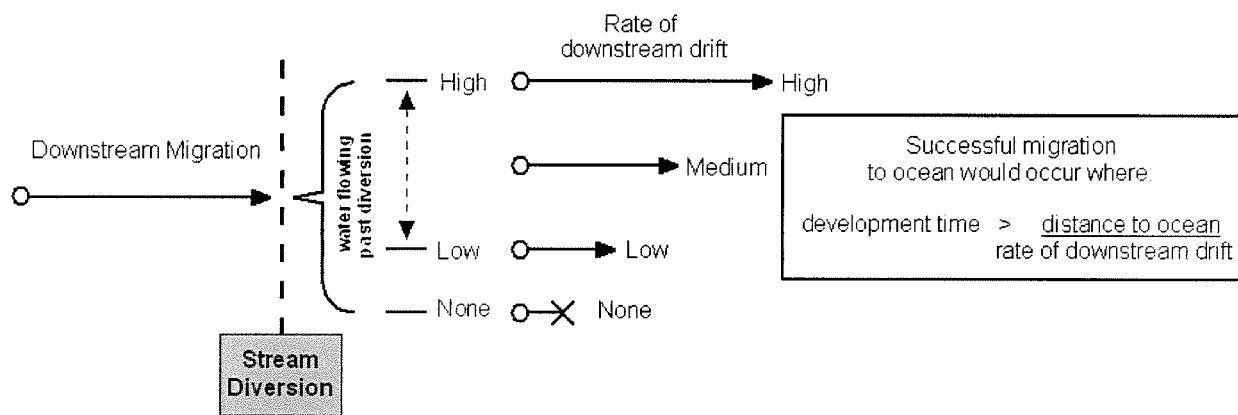 Rate of
downstream drift
High
High
Downstream Migration
Medium
water flowing
past diversion
Low
Low
None
None
Stream
Diversion
Successful migration
to ocean would occur where:
development time > distance to ocean
rate of downstream drift